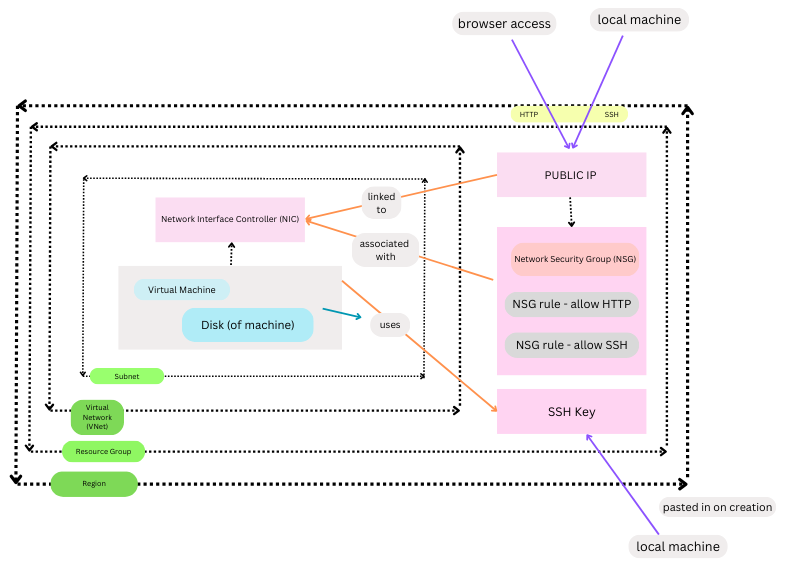 browser access
local machine
HTTP
SSH
PUBLIC IP
linked
to
Network Interface Controller (NIC)
associated
with
Network Security Group (NSG)
NSG rule - allow HTTP
NSG rule - allow SSH
Virtual Machine
Disk (of machine)
uses
Subnet
SSH Key
Virtual
Network
(VNet)
Resource Group
Region
pasted in on creation
local machine